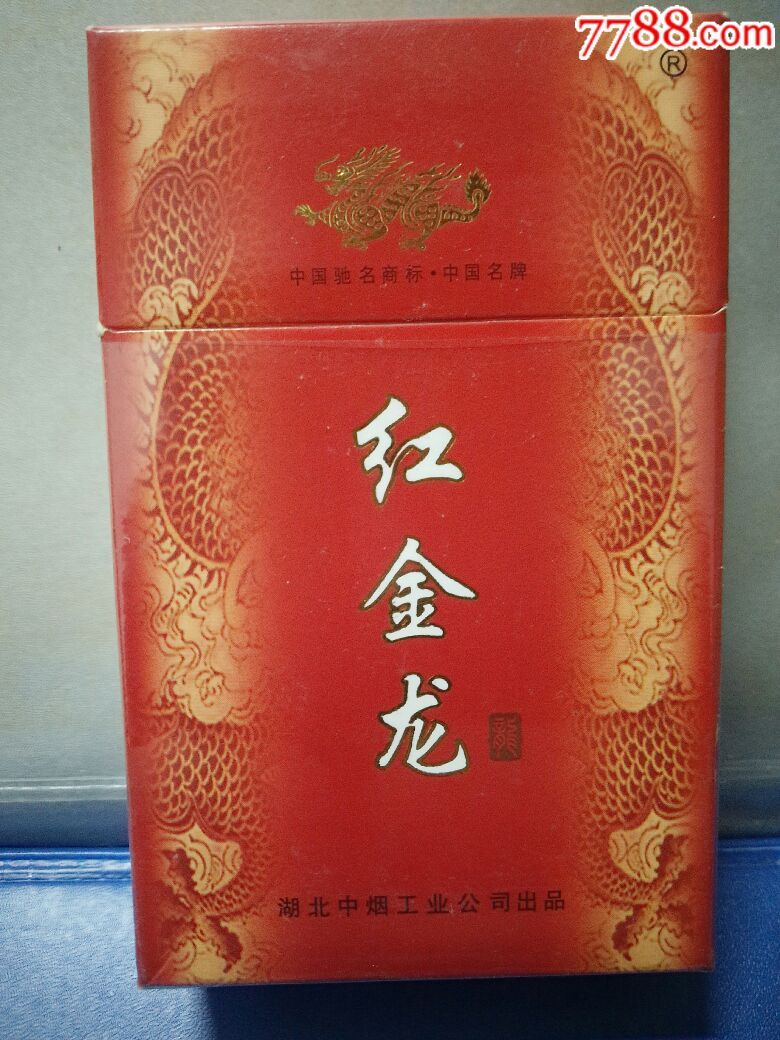 7788.com
®
中国驰名商标·中国名牌
红
金
龙
龍
湖北中烟工业公司出品